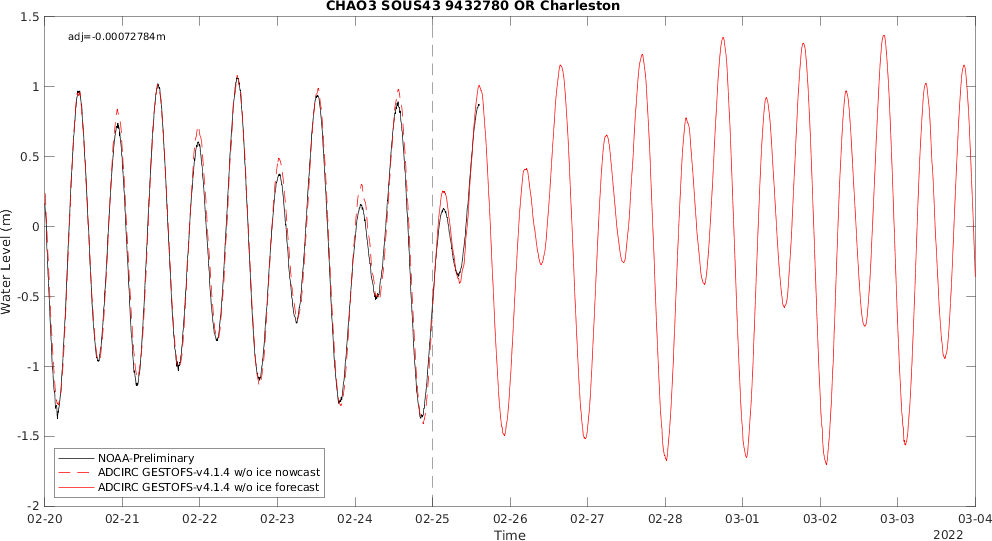 CHAO3 SOUS43 9432780 OR Charleston
adj=-0.00072784m
1.5
1
0.5
0
-0.5
-1
-1.5
-2
Water Level (m)
NOAA-Preliminary
ADCIRC GESTOFS-v4.1.4 w/o ice nowcast
ADCIRC GESTOFS-v4.1.4 w/o ice forecast
02-20 02-21 02-22 02-23 02-24 02-25 02-26 02-27 02-28 03-01 03-02 03-03 03-04
Time
2022